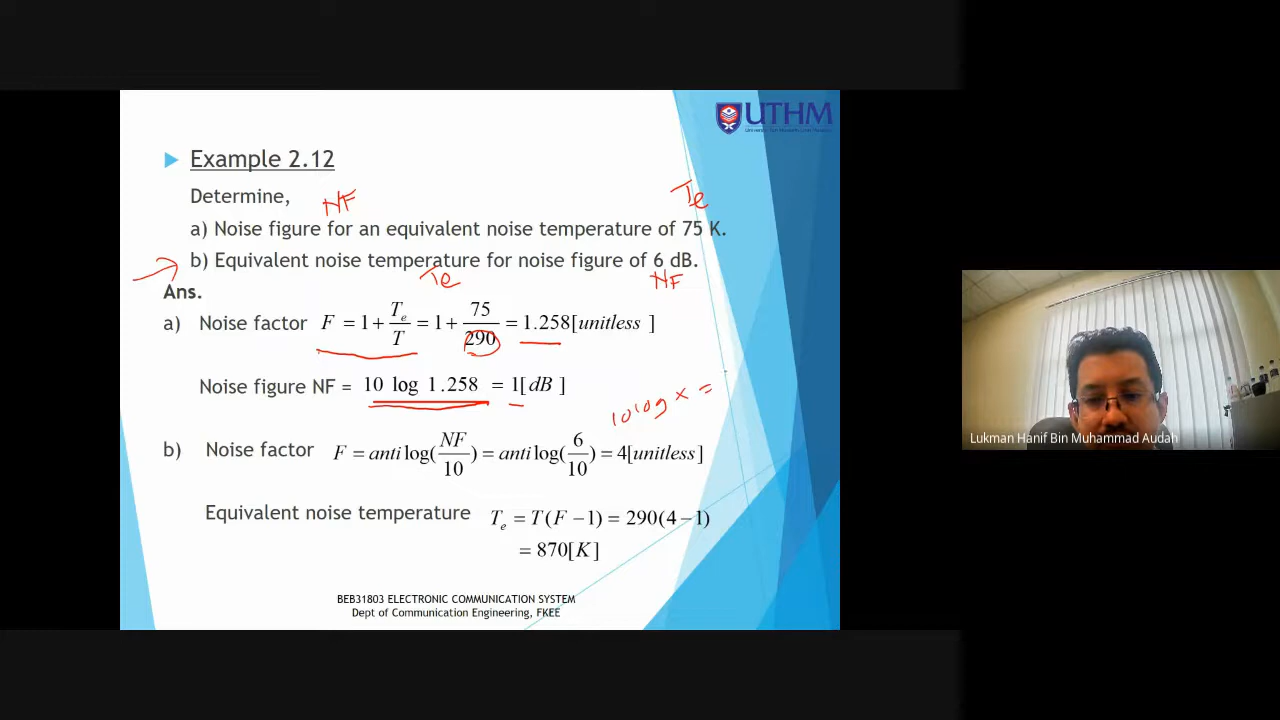 UTHM
Example 2.12
Determine,
NF
Te
a) Noise figure for an equivalent noise temperature of 75 K.
b) Equivalent noise temperature for noise figure of 6 dB.
Te
NF
Ans.
a) Noise factor F = 1 + T_e/T = 1 + 75/290 = 1.258[unitless ]
Noise figure NF = 10 log 1.258 = 1[ dB ]
10 log x =
b) Noise factor F = anti log(NF/10) = anti log(6/10) = 4[unitless]
Equivalent noise temperature T_e = T (F − 1) = 290(4 − 1)
= 870[K]
BEB31803 ELECTRONIC COMMUNICATION SYSTEM
Dept of Communication Engineering, FKEE
Lukman Hanif Bin Muhammad Audah